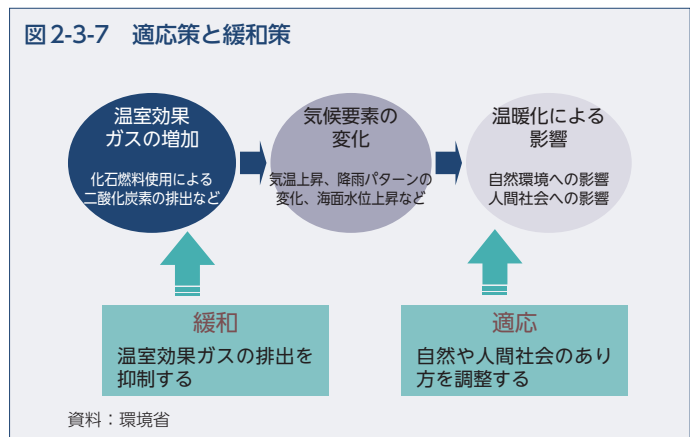 図2-3-7　適応策と緩和策
温室効果
ガスの増加
化石燃料使用による
二酸化炭素の排出など
気候要素の
変化
気温上昇、降雨パターンの
変化、海面水位上昇など
温暖化による
影響
自然環境への影響
人間社会への影響
緩和
温室効果ガスの排出を
抑制する
適応
自然や人間社会のあり
方を調整する
資料：環境省